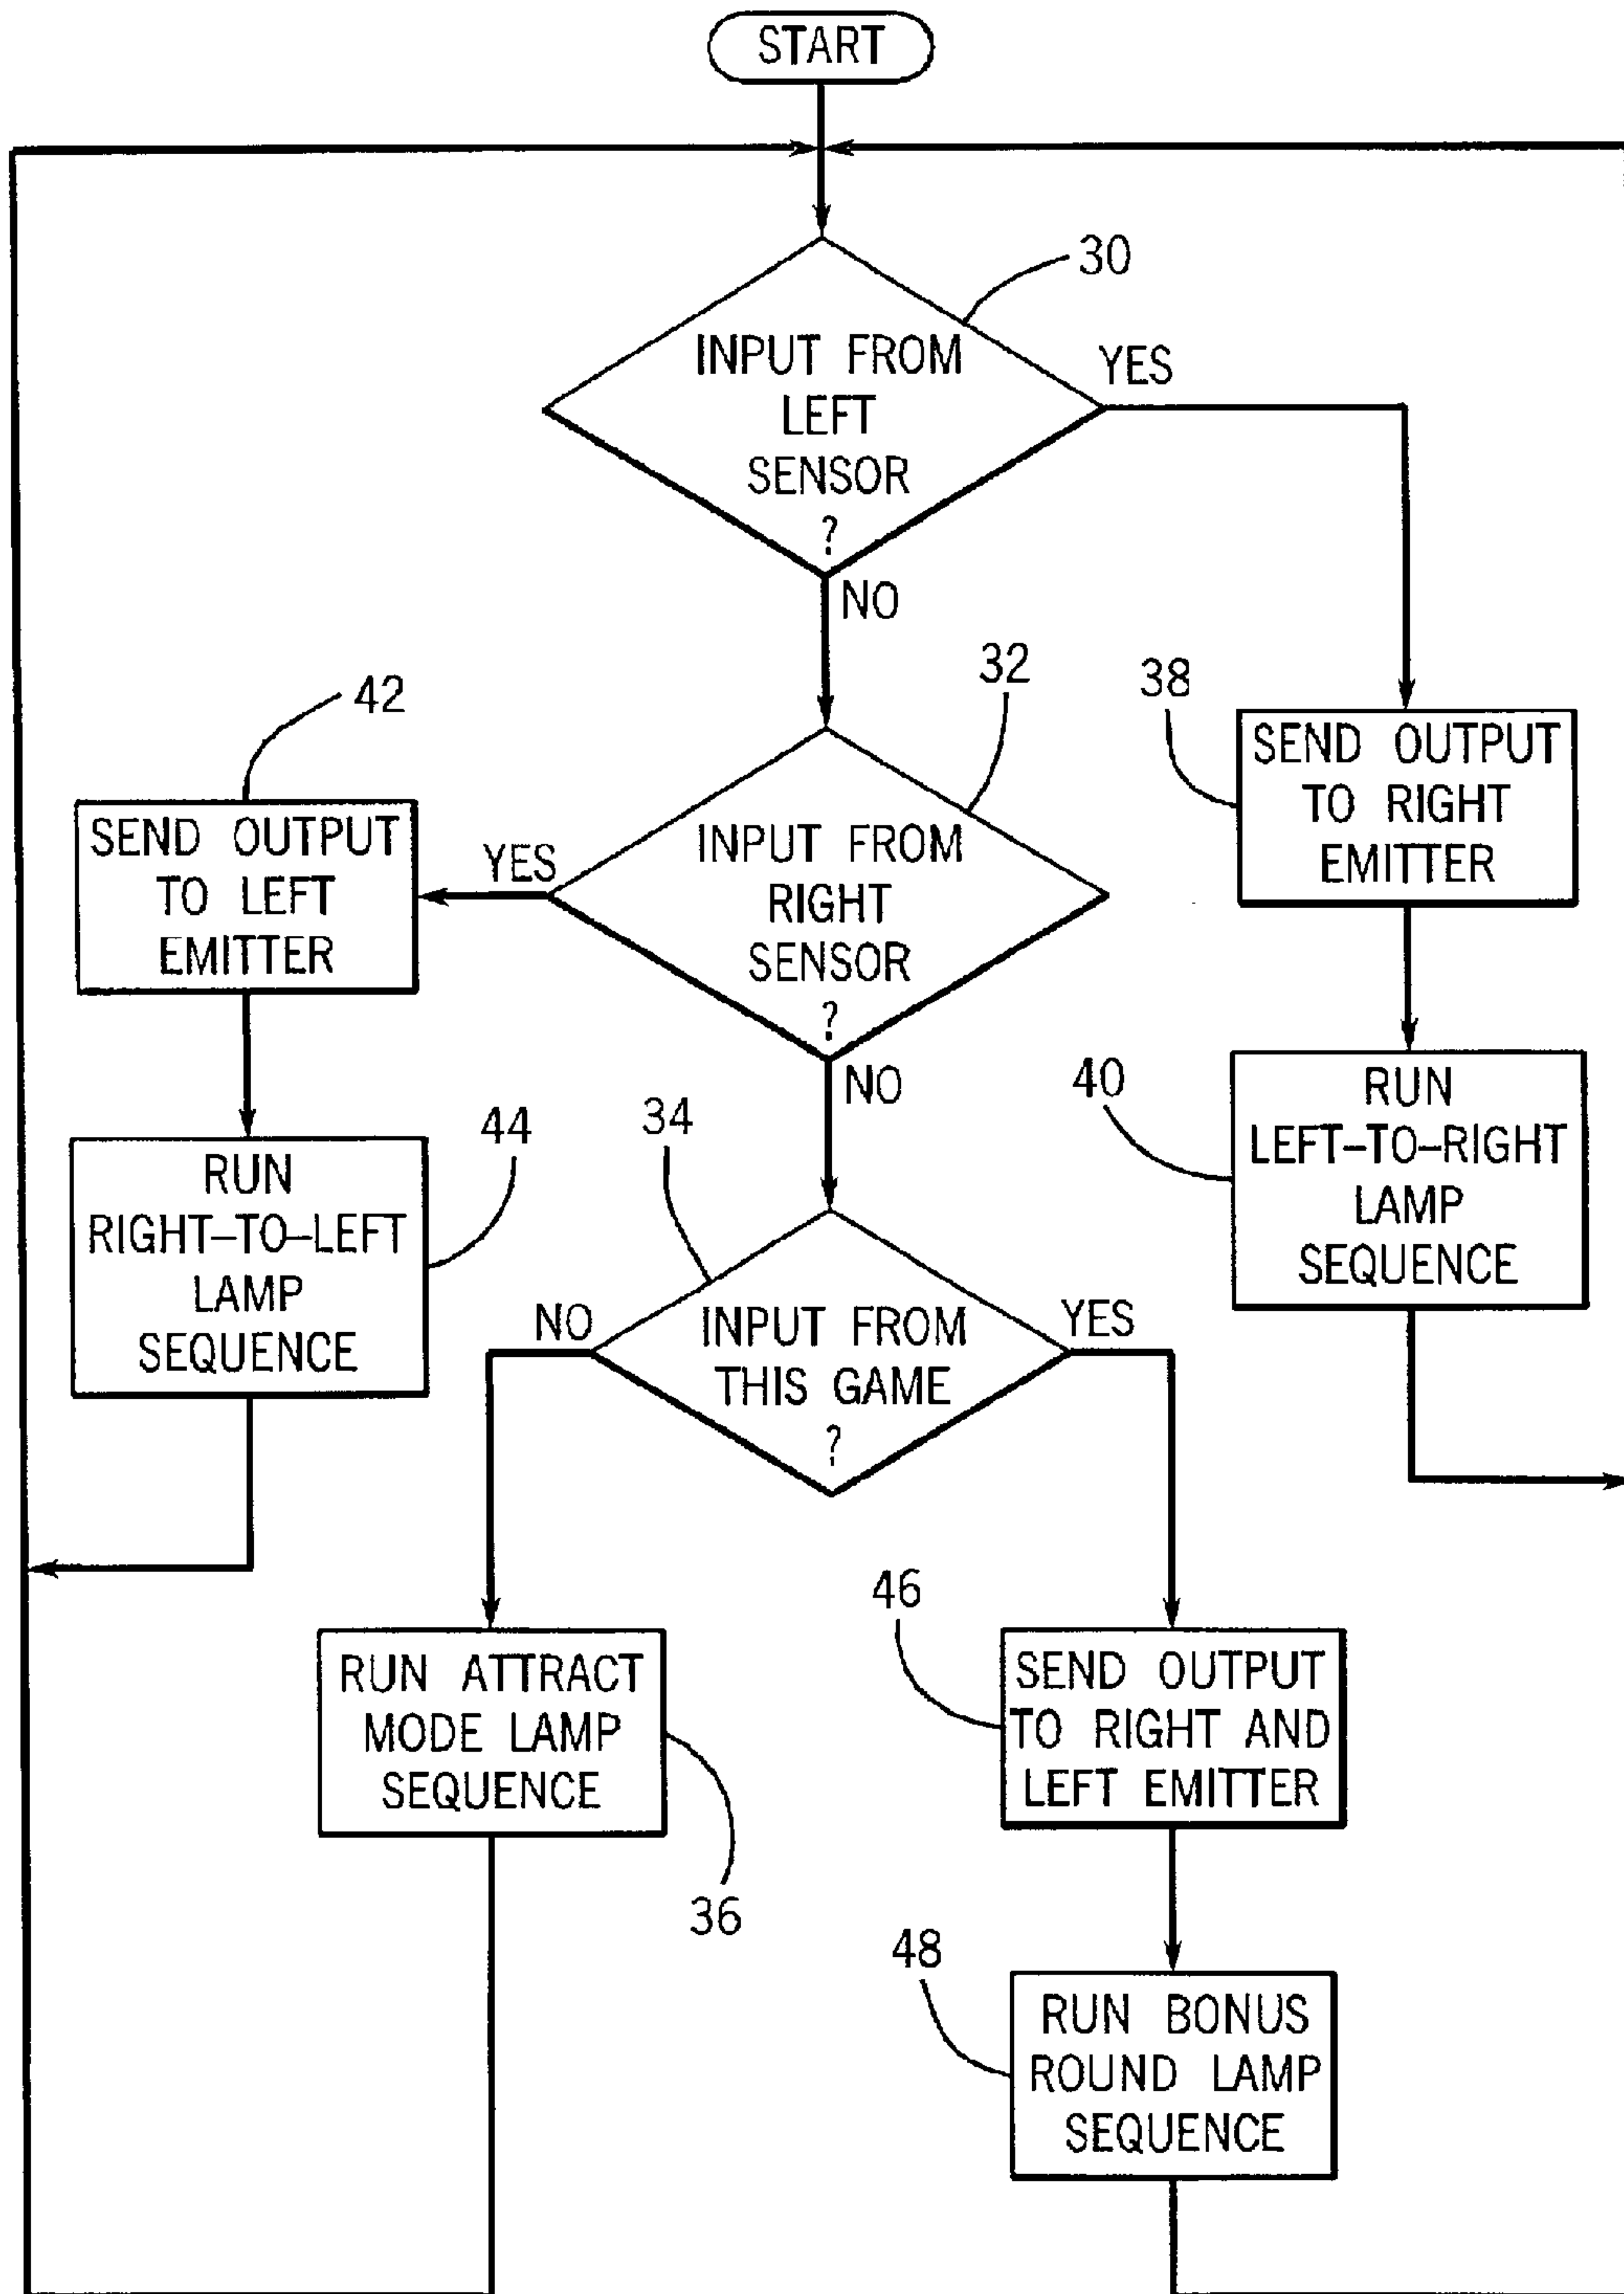 START
30
INPUT FROM
LEFT
SENSOR
?
YES
NO
32
INPUT FROM
RIGHT
SENSOR
?
YES
NO
38
SEND OUTPUT
TO RIGHT
EMITTER
40
RUN
LEFT-TO-RIGHT
LAMP
SEQUENCE
42
SEND OUTPUT
TO LEFT
EMITTER
44
RUN
RIGHT-TO-LEFT
LAMP
SEQUENCE
34
INPUT FROM
THIS GAME
?
NO
YES
RUN ATTRACT
MODE LAMP
SEQUENCE
36
46
SEND OUTPUT
TO RIGHT AND
LEFT EMITTER
48
RUN BONUS
ROUND LAMP
SEQUENCE